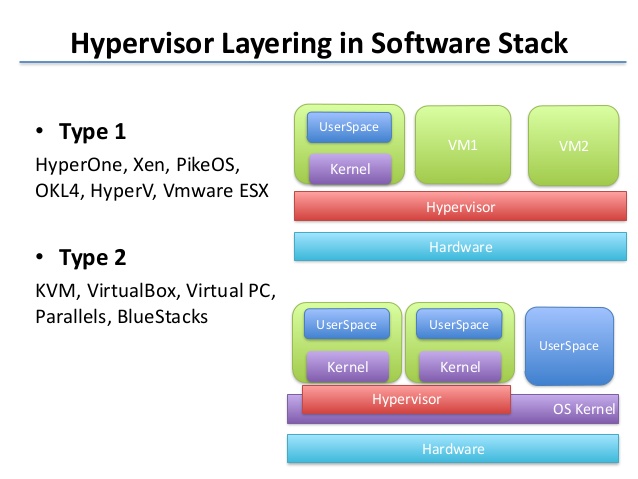 Hypervisor Layering in Software Stack
• Type 1
HyperOne, Xen, PikeOS,
OKL4, HyperV, Vmware ESX
• Type 2
KVM, VirtualBox, Virtual PC,
Parallels, BlueStacks
UserSpace
Kernel
VM1
VM2
Hypervisor
Hardware
UserSpace
Kernel
UserSpace
Kernel
UserSpace
Hypervisor
OS Kernel
Hardware